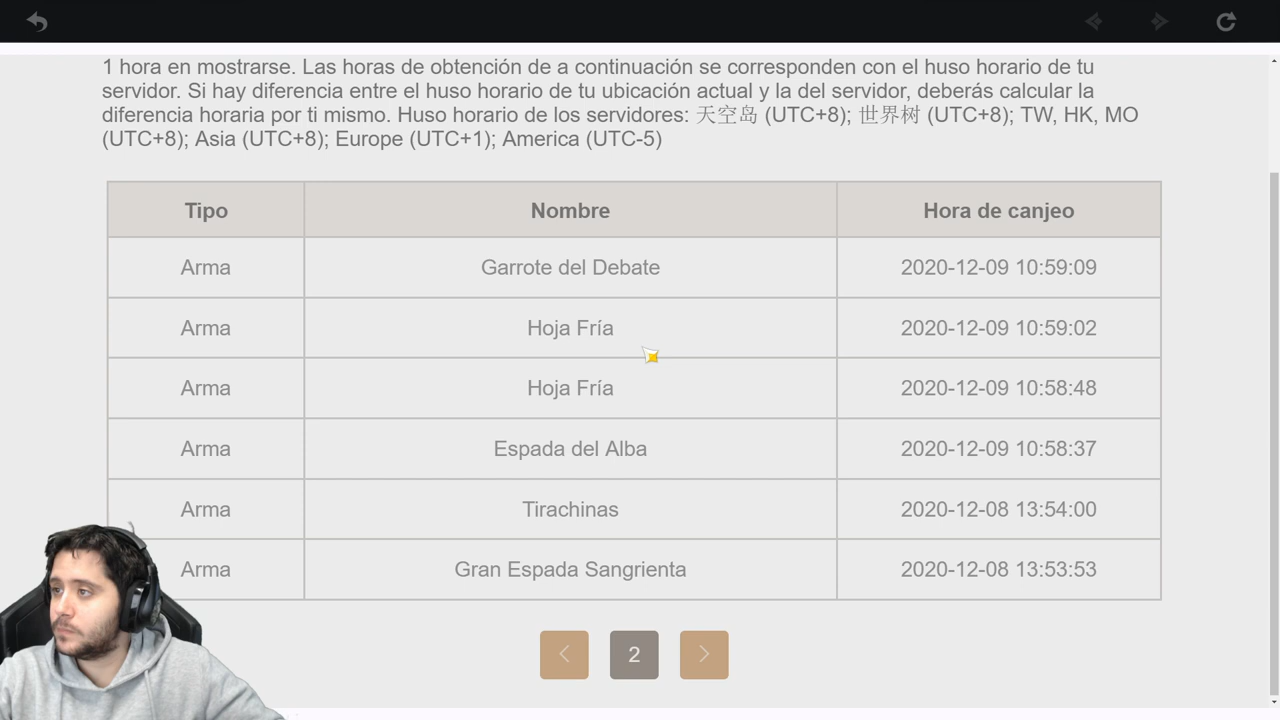 1 hora en mostrarse. Las horas de obtención de a continuación se corresponden con el huso horario de tu
servidor. Si hay diferencia entre el huso horario de tu ubicación actual y la del servidor, deberás calcular la
diferencia horaria por ti mismo. Huso horario de los servidores: 天空岛 (UTC+8); 世界树 (UTC+8); TW, HK, MO
(UTC+8); Asia (UTC+8); Europe (UTC+1); America (UTC-5)
Tipo Nombre Hora de canjeo
Arma Garrote del Debate 2020-12-09 10:59:09
Arma Hoja Fría 2020-12-09 10:59:02
Arma Hoja Fría 2020-12-09 10:58:48
Arma Espada del Alba 2020-12-09 10:58:37
Arma Tirachinas 2020-12-08 13:54:00
Arma Gran Espada Sangrienta 2020-12-08 13:53:53
2